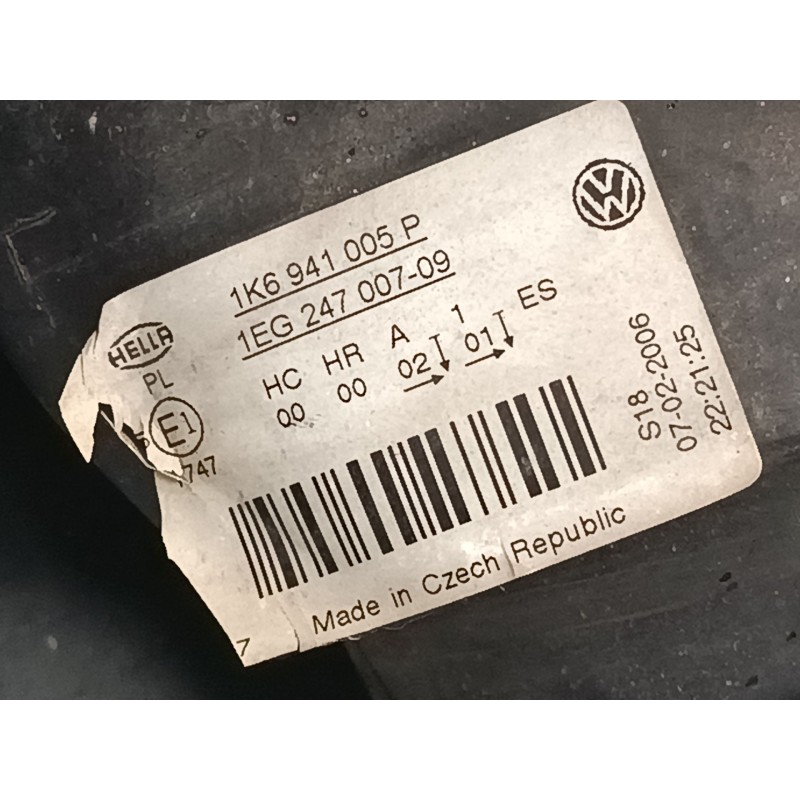 1K6 941 005 P
1EG 247 007-09
HELLA
HC HR A 1 ES
00 00 02 01
PL
E1
747
S18
07-02-2006
22:21:25
Made in Czech Republic
7